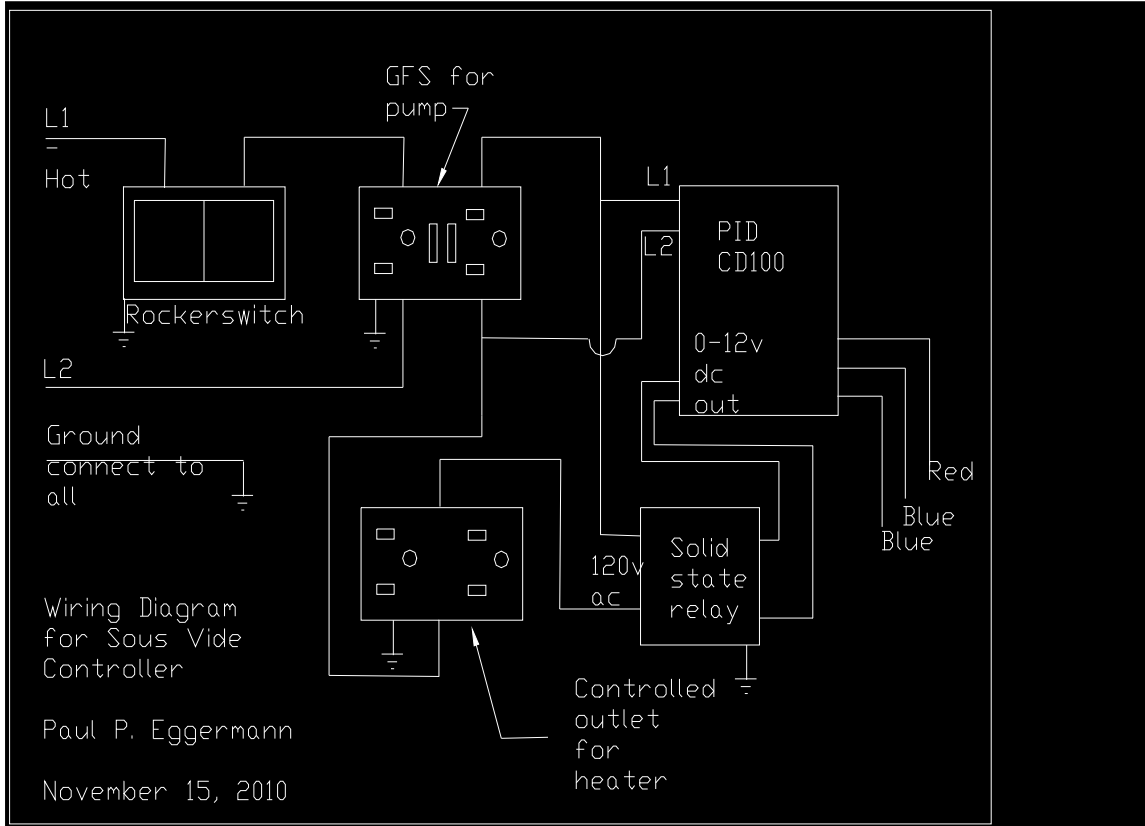 GFS for
pump
L1
Hot
Rockerswitch
L2
Ground
connect to
all
L1
L2
PID
CD100
0-12v
dc
out
Red
Blue
Blue
120v
ac
Solid
state
relay
Controlled
outlet
for
heater
Wiring Diagram
for Sous Vide
Controller
Paul P. Eggermann
November 15, 2010